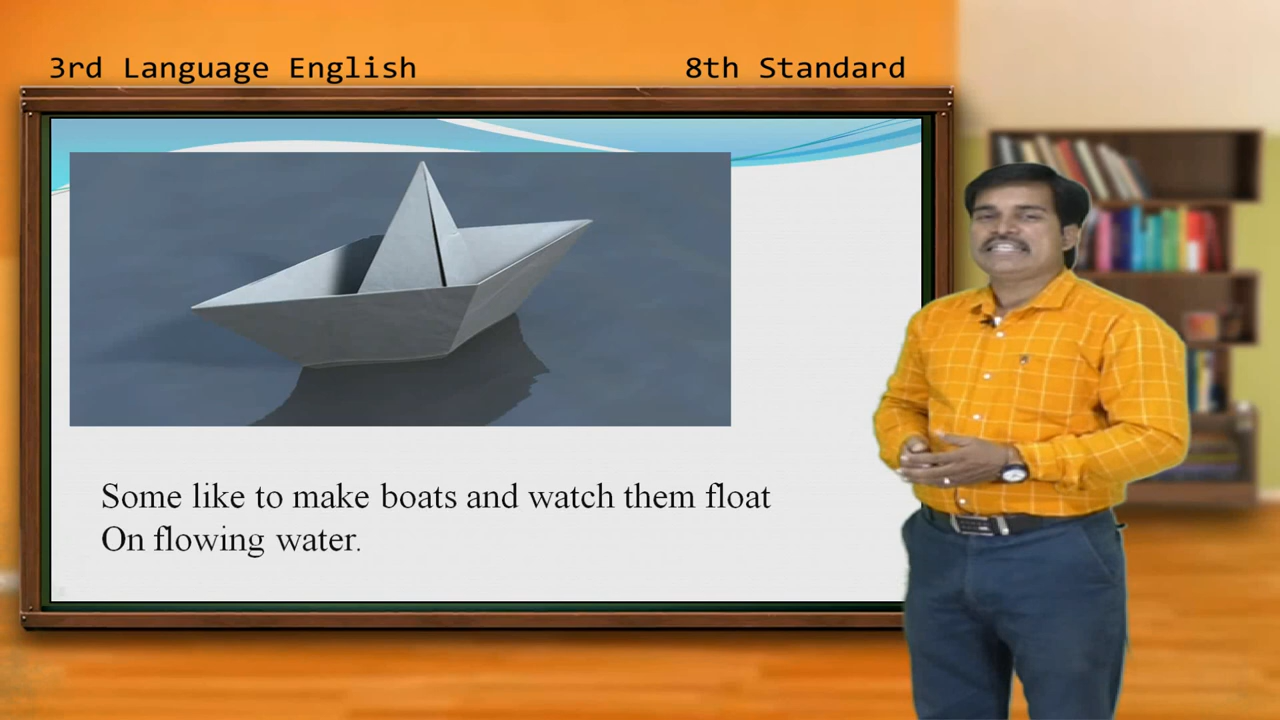 3rd Language English
8th Standard
Some like to make boats and watch them float
On flowing water.